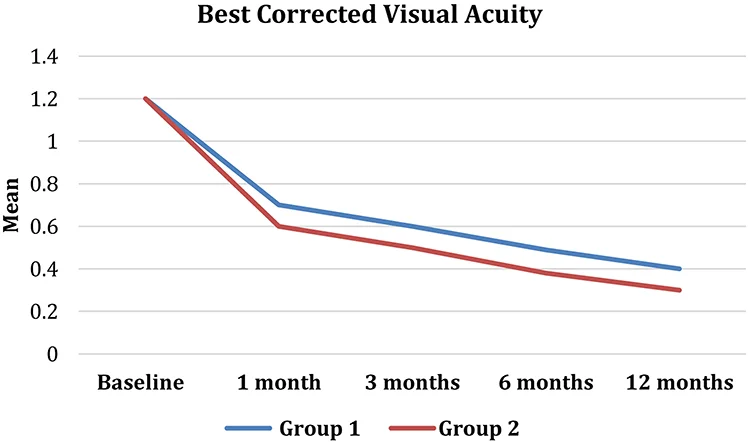 Best Corrected Visual Acuity
1.4
1.2
1
0.8
0.6
0.4
0.2
0
Mean
Baseline 1 month 3 months 6 months 12 months
Group 1 Group 2